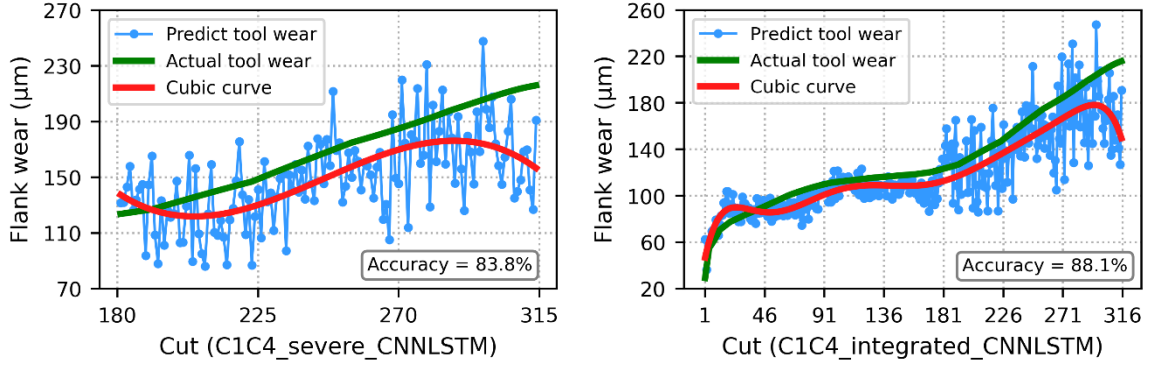 270
230
190
150
110
70
Flank wear (μm)
Predict tool wear
Actual tool wear
Cubic curve
Accuracy = 83.8%
180 225 270 315
Cut (C1C4_severe_CNNLSTM)
260
220
180
140
100
60
20
Flank wear (μm)
Predict tool wear
Actual tool wear
Cubic curve
Accuracy = 88.1%
1 46 91 136 181 226 271 316
Cut (C1C4_integrated_CNNLSTM)